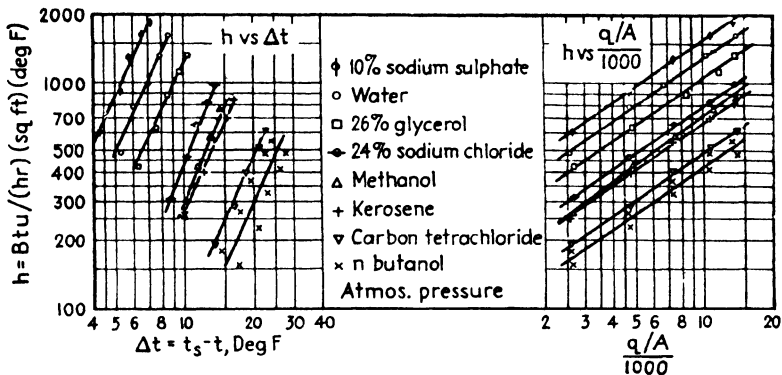 2000
1000
700
500
400
300
200
100
h = Btu/(hr) (sq ft) (deg F)
h vs Δt
4 5 6 8 10 20 30 40
Δt = ts - t, Deg F
10% sodium sulphate
Water
26% glycerol
24% sodium chloride
Methanol
Kerosene
Carbon tetrachloride
n butanol
Atmos. pressure
h vs q/A
1000
2 3 4 5 6 7 8 10 20
q/A
1000